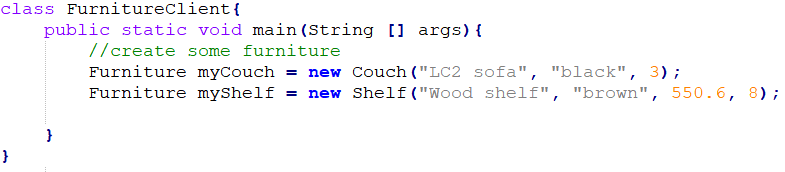 class FurnitureClient{
public static void main(String [] args){
//create some furniture
Furniture myCouch = new Couch("LC2 sofa", "black", 3);
Furniture myShelf = new Shelf("Wood shelf", "brown", 550.6, 8);
}
}